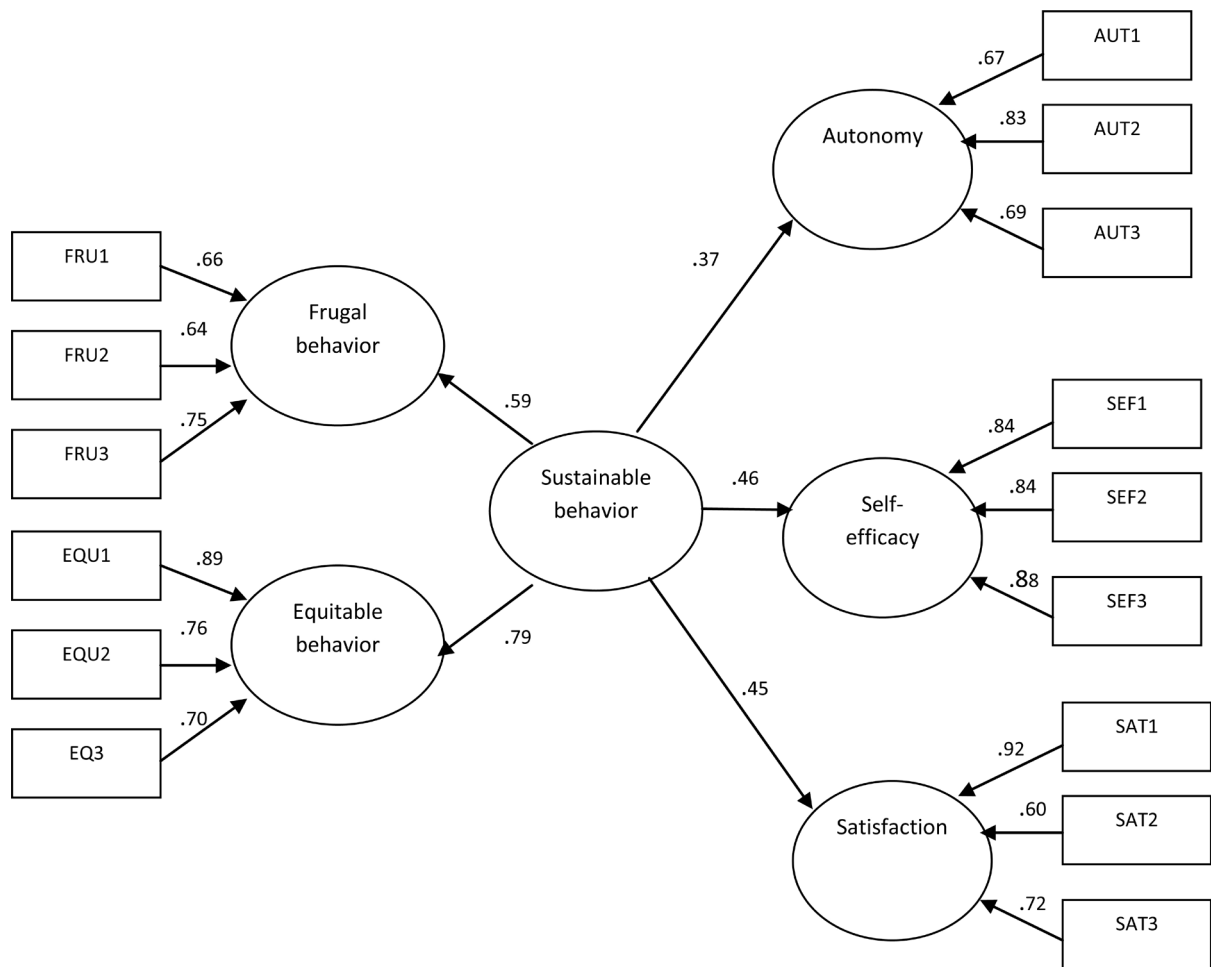 AUT1
.67
.83
AUT2
Autonomy
.69
AUT3
FRU1
.66
.37
Frugal
behavior
.64
FRU2
.75
FRU3
.59
SEF1
.84
Sustainable
behavior
.46
.84
SEF2
Self-
efficacy
EQU1
.89
.88
SEF3
Equitable
behavior
.76
EQU2
.79
.45
.70
EQ3
SAT1
.92
.60
SAT2
Satisfaction
.72
SAT3